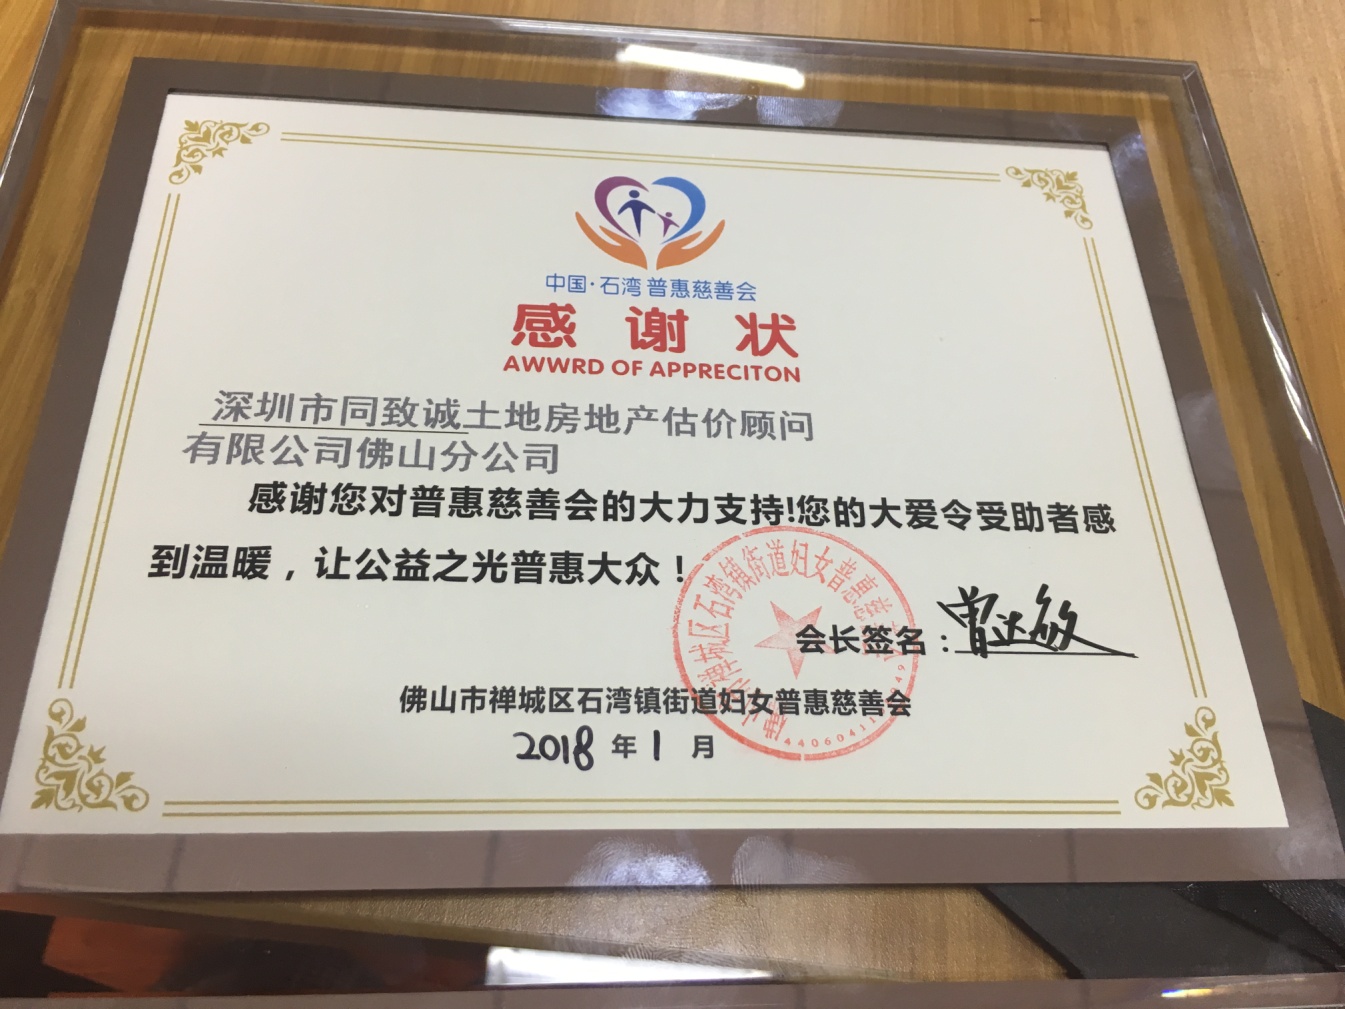 中国·石湾普惠慈善会
感谢状
AWWRD OF APPRECITON
深圳市同致诚土地房地产估价顾问
有限公司佛山分公司
感谢您对普惠慈善会的大力支持!您的大爱令受助者感
到温暖，让公益之光普惠大众！
会长签名：
佛山市禅城区石湾镇街道妇女普惠慈善会
2018年1月